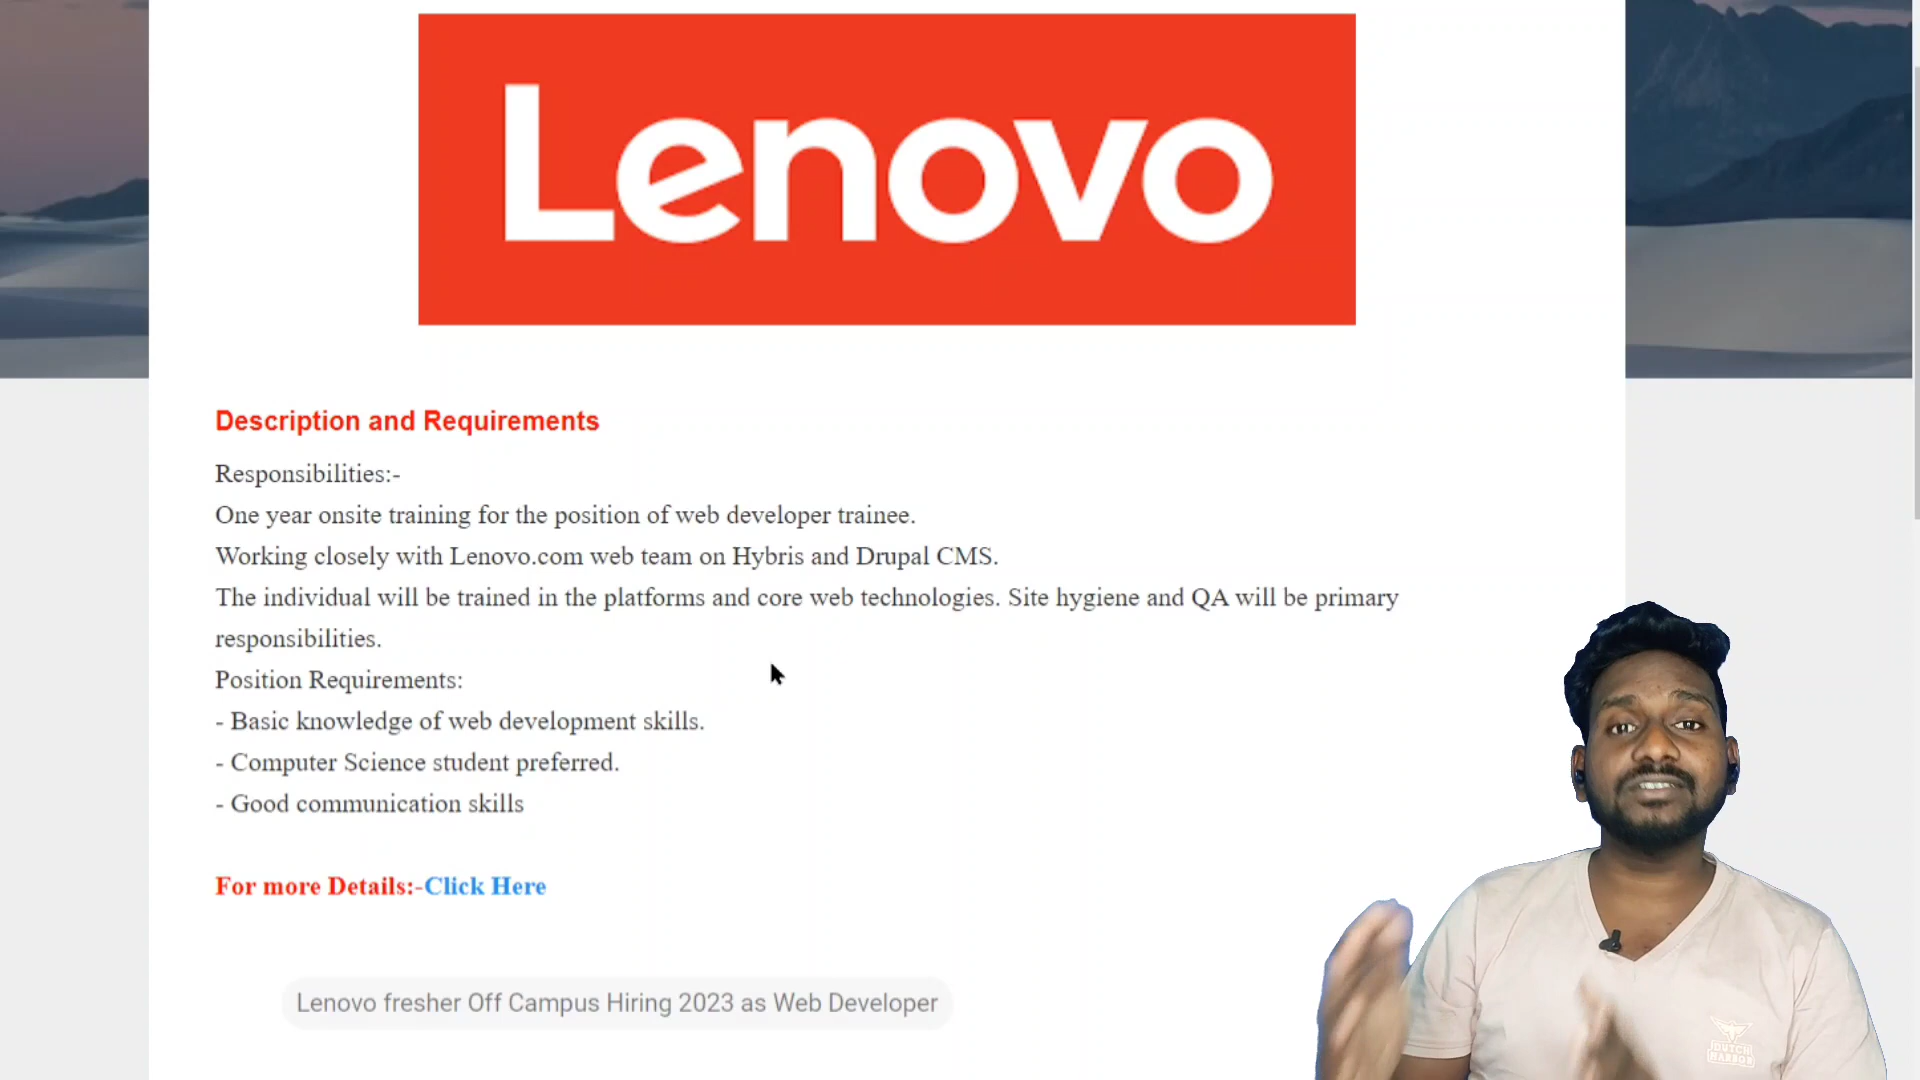 Lenovo
Description and Requirements
Responsibilities:-
One year onsite training for the position of web developer trainee.
Working closely with Lenovo.com web team on Hybris and Drupal CMS.
The individual will be trained in the platforms and core web technologies. Site hygiene and QA will be primary
responsibilities.
Position Requirements:
- Basic knowledge of web development skills.
- Computer Science student preferred.
- Good communication skills
For more Details:-Click Here
Lenovo fresher Off Campus Hiring 2023 as Web Developer
DUTCH
HARBOR